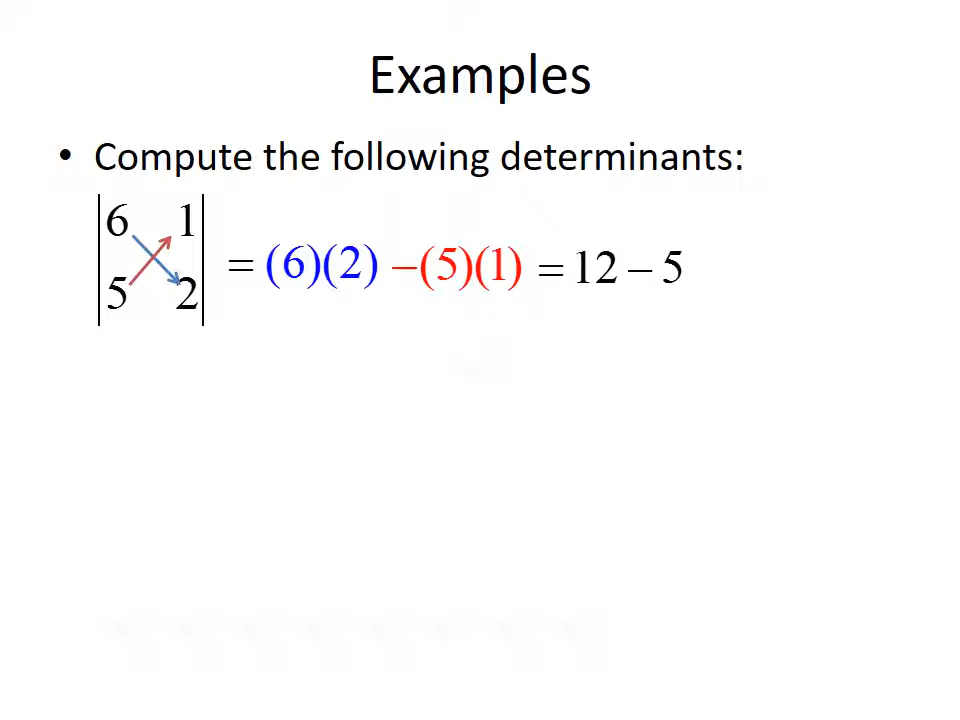 Examples
• Compute the following determinants:
|6 1|
|5 2| = (6)(2) −(5)(1) = 12 − 5